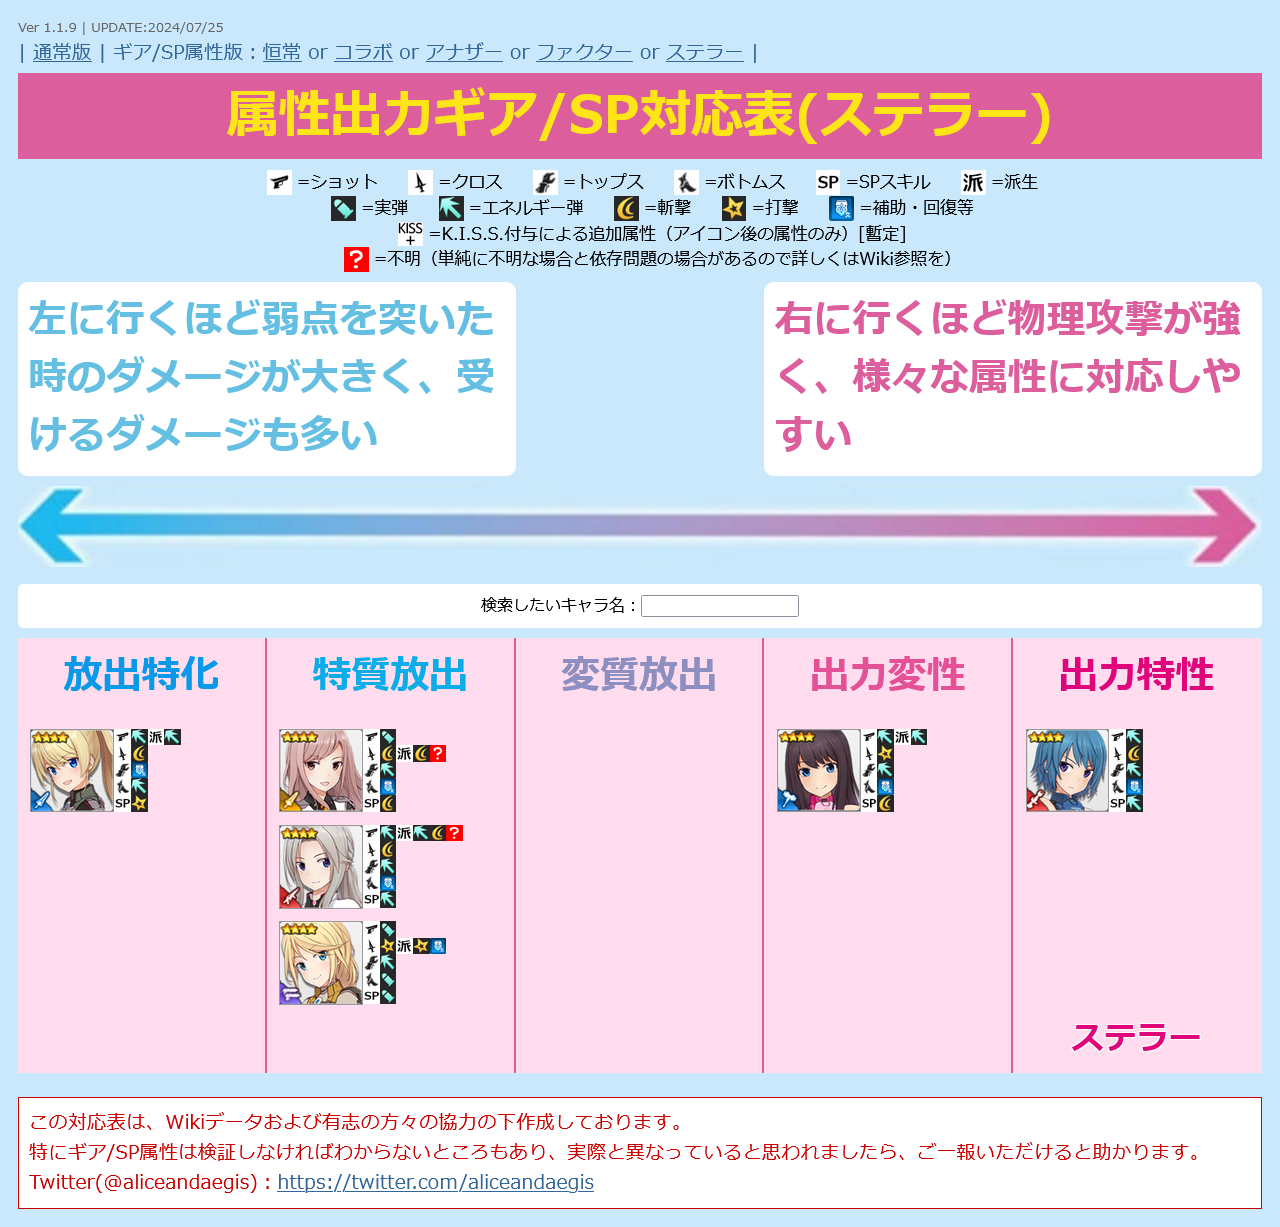 Ver 1.1.9 | UPDATE:2024/07/25
| 通常版 | ギア/SP属性版：恒常 or コラボ or アナザー or ファクター or ステラー |
属性出力ギア/SP対応表(ステラー)
=ショット =クロス =トップス =ボトムス SP =SPスキル 派 =派生
=実弾 =エネルギー弾 =斬撃 =打撃 =補助・回復等
KISS+ =K.I.S.S.付与による追加属性（アイコン後の属性のみ）[暫定]
? =不明（単純に不明な場合と依存問題の場合があるので詳しくはWiki参照を）
左に行くほど弱点を突いた
時のダメージが大きく、受
けるダメージも多い
右に行くほど物理攻撃が強
く、様々な属性に対応しや
すい
検索したいキャラ名：
放出特化 特質放出 変質放出 出力変性 出力特性
派 派
派 ?
SP SP SP SP
派 ?
SP
派
SP
ステラー
この対応表は、Wikiデータおよび有志の方々の協力の下作成しております。
特にギア/SP属性は検証しなければわからないところもあり、実際と異なっていると思われましたら、ご一報いただけると助かります。
Twitter(@aliceandaegis)：https://twitter.com/aliceandaegis